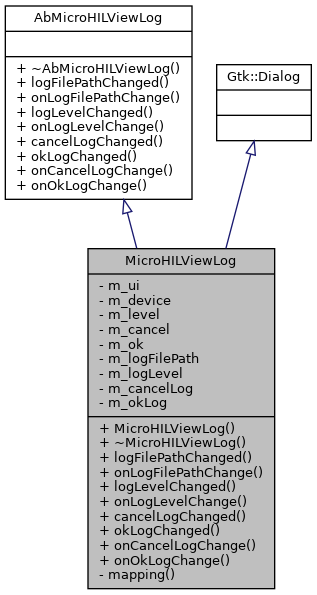 AbMicroHILViewLog
+ ~AbMicroHILViewLog()
+ logFilePathChanged()
+ onLogFilePathChange()
+ logLevelChanged()
+ onLogLevelChange()
+ cancelLogChanged()
+ okLogChanged()
+ onCancelLogChange()
+ onOkLogChange()
Gtk::Dialog
MicroHILViewLog
- m_ui
- m_device
- m_level
- m_cancel
- m_ok
- m_logFilePath
- m_logLevel
- m_cancelLog
- m_okLog
+ MicroHILViewLog()
+ ~MicroHILViewLog()
+ logFilePathChanged()
+ onLogFilePathChange()
+ logLevelChanged()
+ onLogLevelChange()
+ cancelLogChanged()
+ okLogChanged()
+ onCancelLogChange()
+ onOkLogChange()
- mapping()